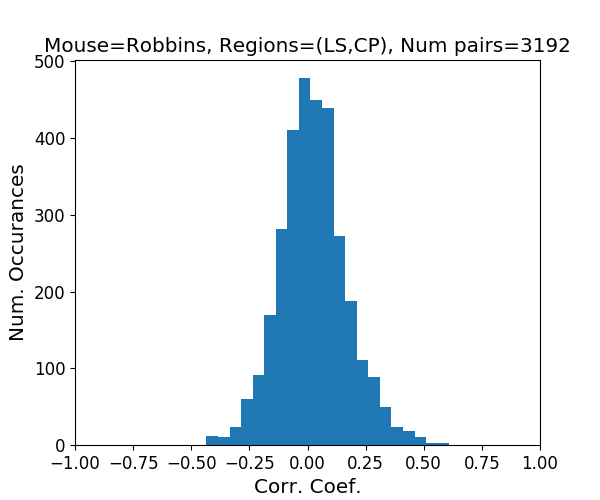 Mouse=Robbins, Regions=(LS,CP), Num pairs=3192
500
400
300
200
100
0
Num. Occurances
−1.00 −0.75 −0.50 −0.25 0.00 0.25 0.50 0.75 1.00
Corr. Coef.